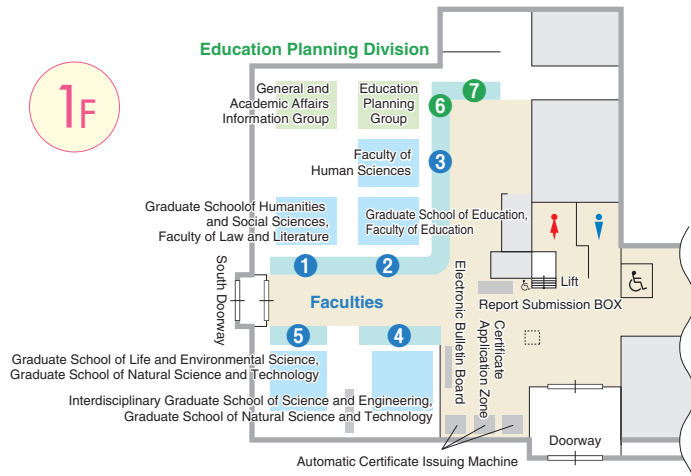 1F
Education Planning Division
General and
Academic Affairs
Information Group
Education
Planning
Group
7
6
3
Faculty of
Human Sciences
Graduate Schoolof Humanities
and Social Sciences,
Faculty of Law and Literature
Graduate School of Education,
Faculty of Education
1
2
South Doorway
Faculties
Lift
Report Submission BOX
Electronic Bulletin Board
Certificate
Application Zone
5
4
Graduate School of Life and Environmental Science,
Graduate School of Natural Science and Technology
Interdisciplinary Graduate School of Science and Engineering,
Graduate School of Natural Science and Technology
Doorway
Automatic Certificate Issuing Machine